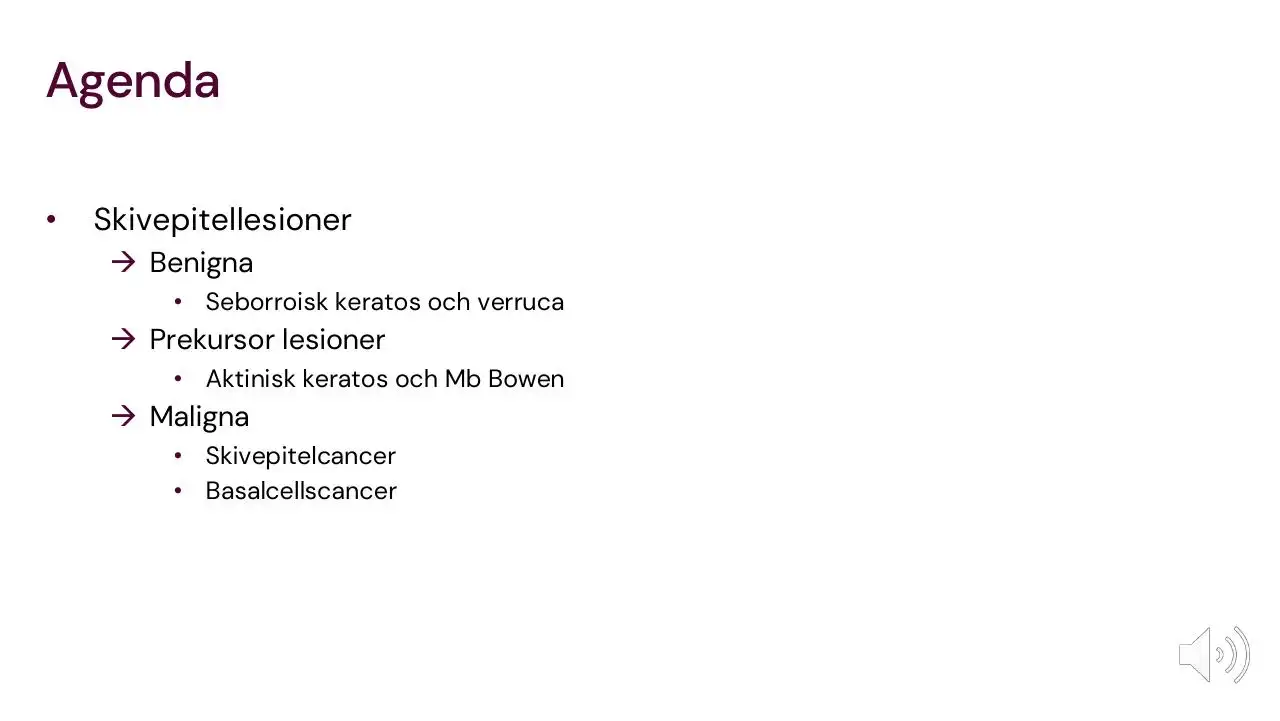 Agenda
• Skivepitellesioner
→ Benigna
• Seborroisk keratos och verruca
→ Prekursor lesioner
• Aktinisk keratos och Mb Bowen
→ Maligna
• Skivepitelcancer
• Basalcellscancer